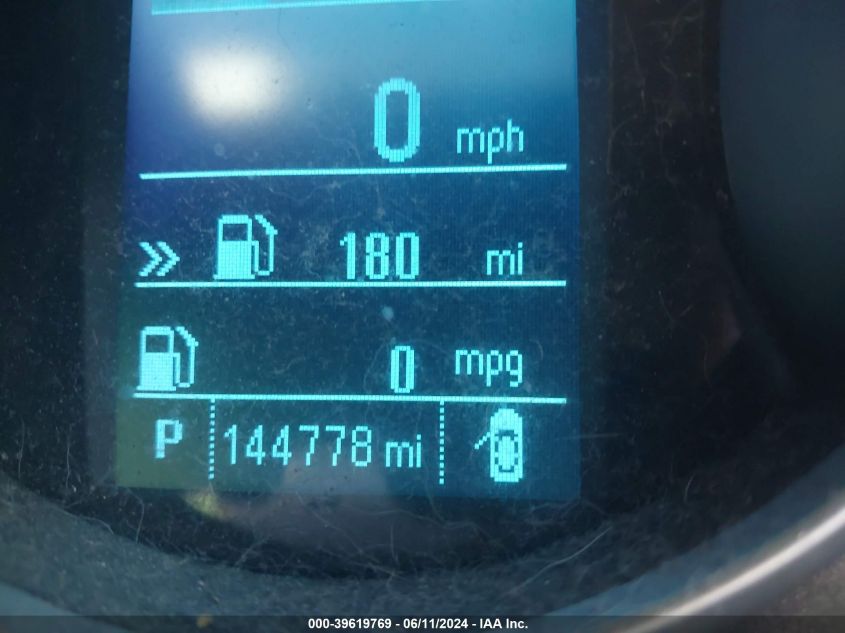 0 mph
180 mi
0 mpg
P 144778 mi
000-39619769 - 06/11/2024 - IAA Inc.